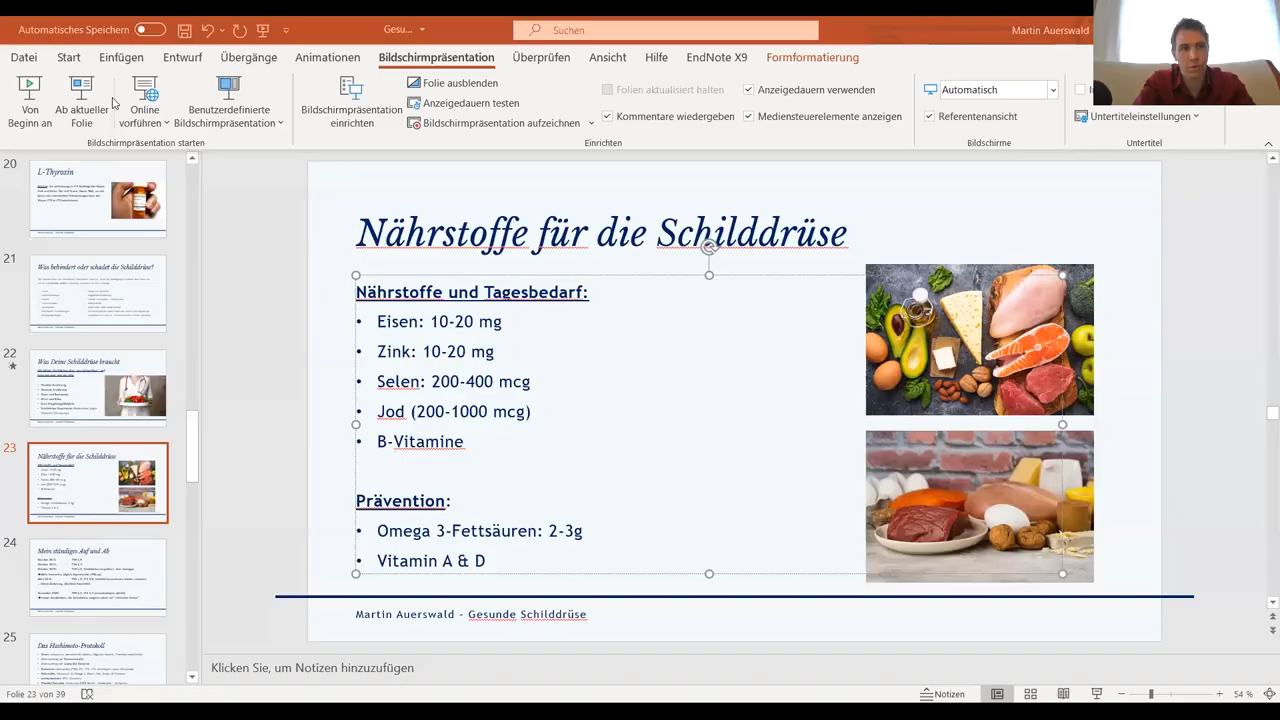 Automatisches Speichern
Gesu...
Suchen
Martin Auerswald
Datei Start Einfügen Entwurf Übergänge Animationen Bildschirmpräsentation Überprüfen Ansicht Hilfe EndNote X9 Formformatierung
Von Beginn an
Ab aktueller Folie
Online vorführen
Benutzerdefinierte Bildschirmpräsentation
Bildschirmpräsentation starten
Bildschirmpräsentation einrichten
Folie ausblenden
Anzeigedauern testen
Bildschirmpräsentation aufzeichnen
Folien aktualisiert halten
Kommentare wiedergeben
Anzeigedauern verwenden
Mediensteuerelemente anzeigen
Einrichten
Automatisch
Referentenansicht
Bildschirme
Untertiteleinstellungen
Untertitel
20
L-Thyroxin
21
Was behindert oder schadet die Schilddrüse?
22
Was Deine Schilddrüse braucht
23
Nährstoffe für die Schilddrüse
24
Mein ständiges Auf und Ab
25
Das Hashimoto-Protokoll
Nährstoffe für die Schilddrüse
Nährstoffe und Tagesbedarf:
• Eisen: 10-20 mg
• Zink: 10-20 mg
• Selen: 200-400 mcg
• Jod (200-1000 mcg)
• B-Vitamine
Prävention:
• Omega 3-Fettsäuren: 2-3g
• Vitamin A & D
Martin Auerswald - Gesunde Schilddrüse
Folie 23 von 39
Notizen
54 %